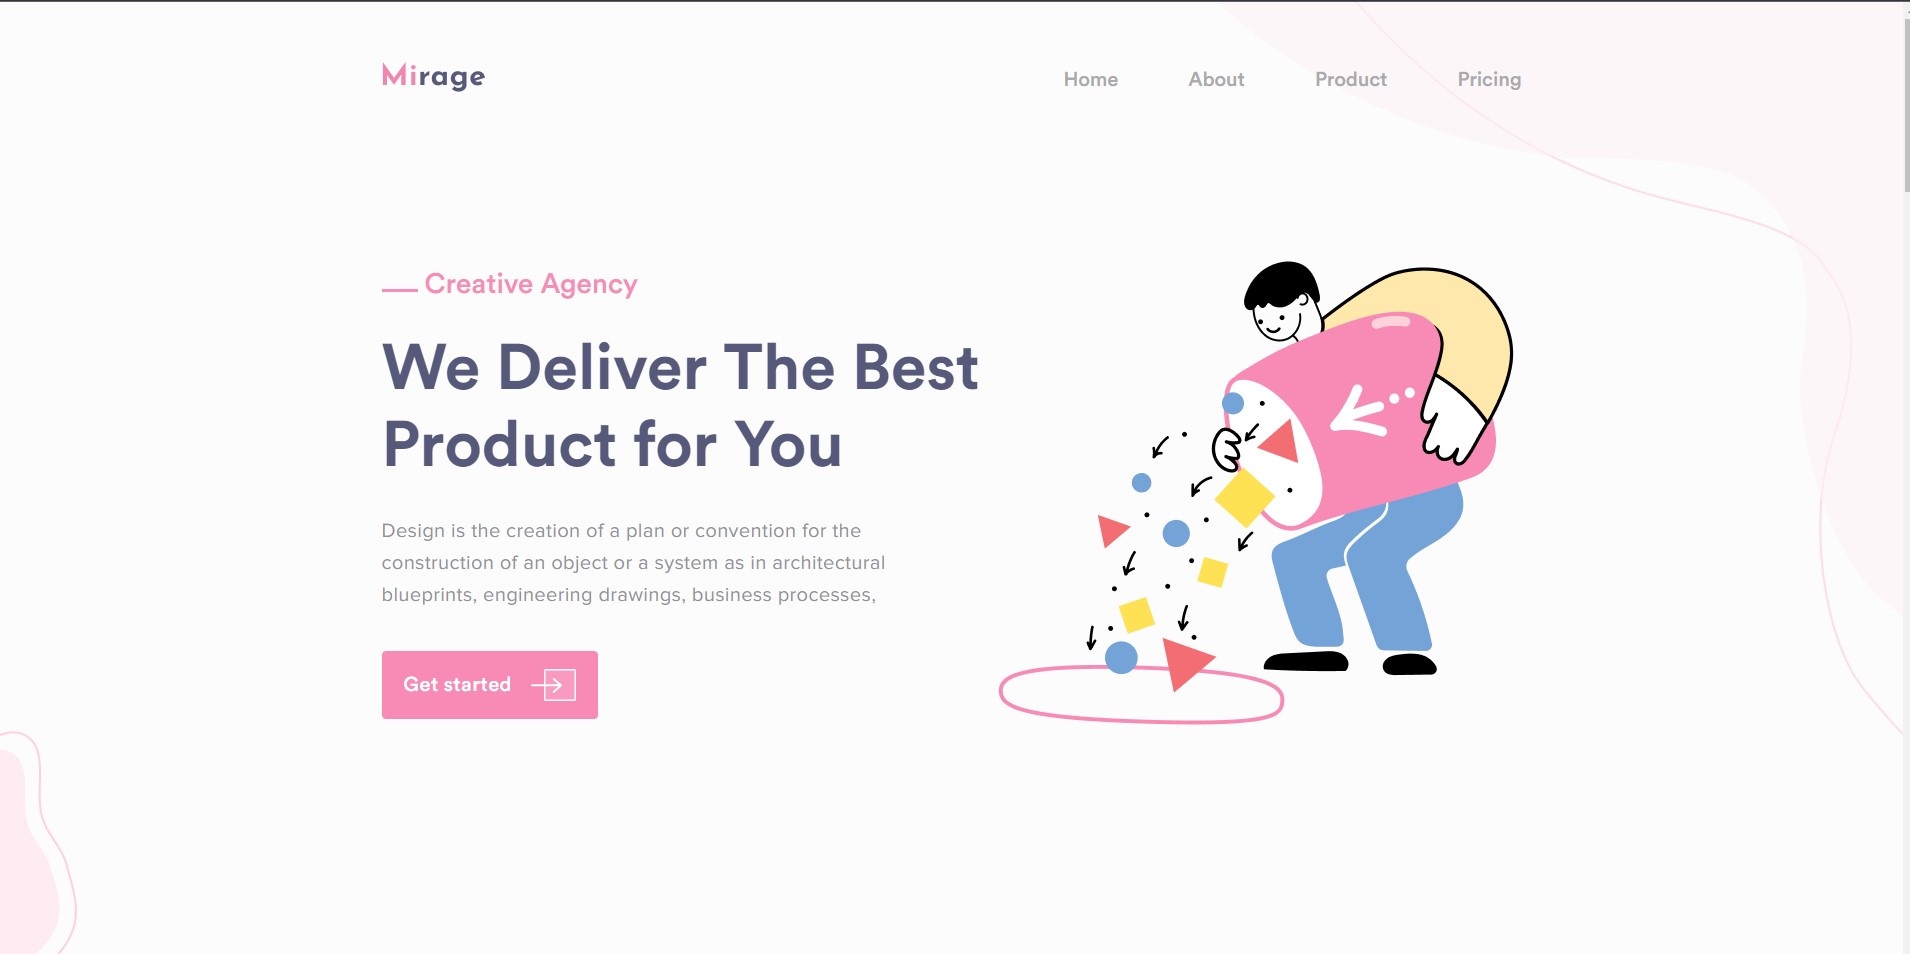 Mirage
Home About Product Pricing
Creative Agency
We Deliver The Best
Product for You
Design is the creation of a plan or convention for the
construction of an object or a system as in architectural
blueprints, engineering drawings, business processes,
Get started